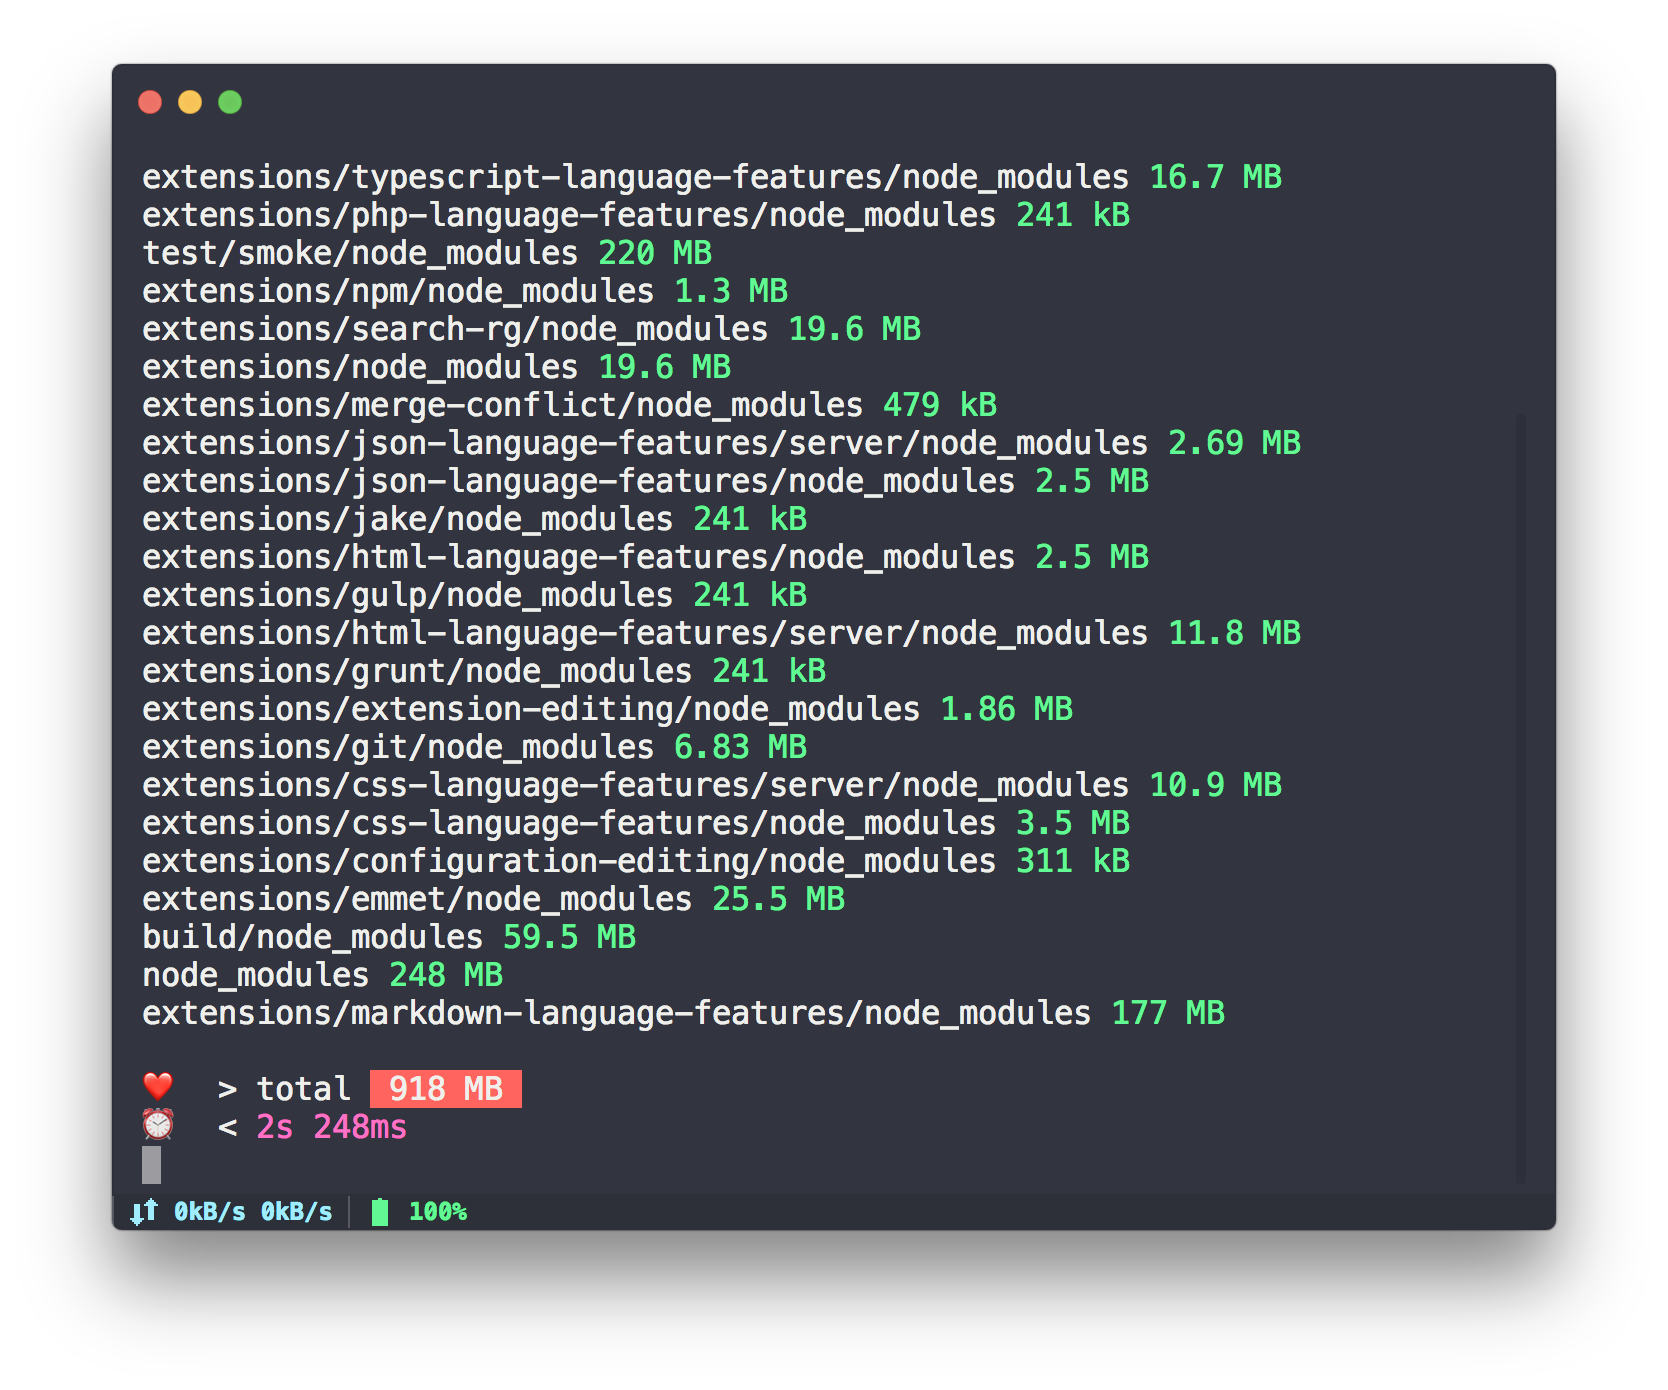 extensions/typescript-language-features/node_modules 16.7 MB
extensions/php-language-features/node_modules 241 kB
test/smoke/node_modules 220 MB
extensions/npm/node_modules 1.3 MB
extensions/search-rg/node_modules 19.6 MB
extensions/node_modules 19.6 MB
extensions/merge-conflict/node_modules 479 kB
extensions/json-language-features/server/node_modules 2.69 MB
extensions/json-language-features/node_modules 2.5 MB
extensions/jake/node_modules 241 kB
extensions/html-language-features/node_modules 2.5 MB
extensions/gulp/node_modules 241 kB
extensions/html-language-features/server/node_modules 11.8 MB
extensions/grunt/node_modules 241 kB
extensions/extension-editing/node_modules 1.86 MB
extensions/git/node_modules 6.83 MB
extensions/css-language-features/server/node_modules 10.9 MB
extensions/css-language-features/node_modules 3.5 MB
extensions/configuration-editing/node_modules 311 kB
extensions/emmet/node_modules 25.5 MB
build/node_modules 59.5 MB
node_modules 248 MB
extensions/markdown-language-features/node_modules 177 MB
❤️ > total 918 MB
⏰ < 2s 248ms
0kB/s 0kB/s 100%